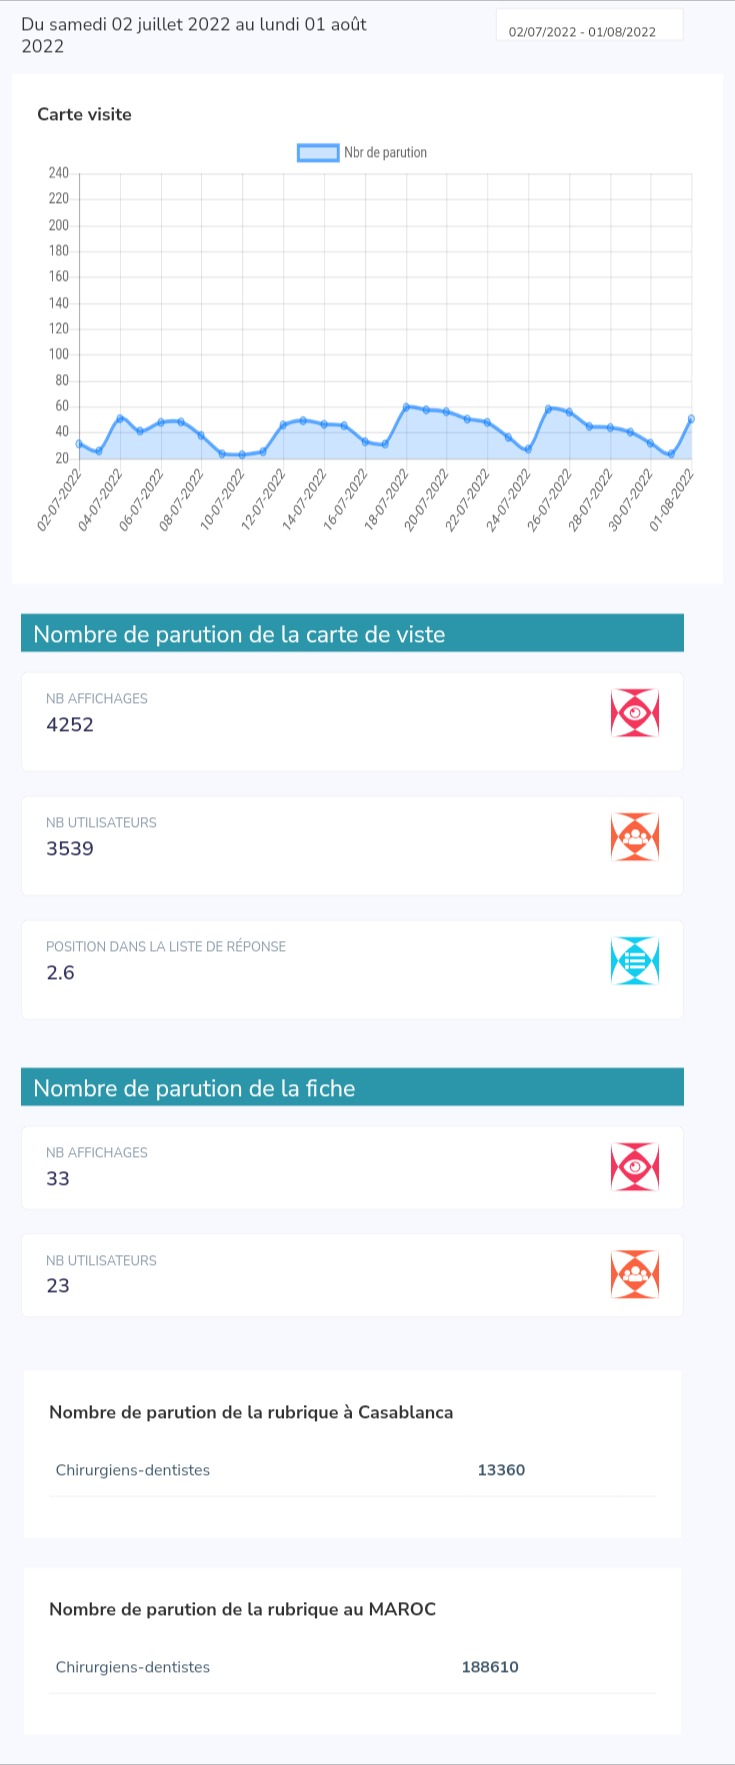 Du samedi 02 juillet 2022 au lundi 01 août
2022
02/07/2022 - 01/08/2022
Carte visite
Nbr de parution
240
220
200
180
160
140
120
100
80
60
40
20
02-07-2022
04-07-2022
06-07-2022
08-07-2022
10-07-2022
12-07-2022
14-07-2022
16-07-2022
18-07-2022
20-07-2022
22-07-2022
24-07-2022
26-07-2022
28-07-2022
30-07-2022
01-08-2022
Nombre de parution de la carte de viste
NB AFFICHAGES
4252
NB UTILISATEURS
3539
POSITION DANS LA LISTE DE RÉPONSE
2.6
Nombre de parution de la fiche
NB AFFICHAGES
33
NB UTILISATEURS
23
Nombre de parution de la rubrique à Casablanca
Chirurgiens-dentistes 13360
Nombre de parution de la rubrique au MAROC
Chirurgiens-dentistes 188610